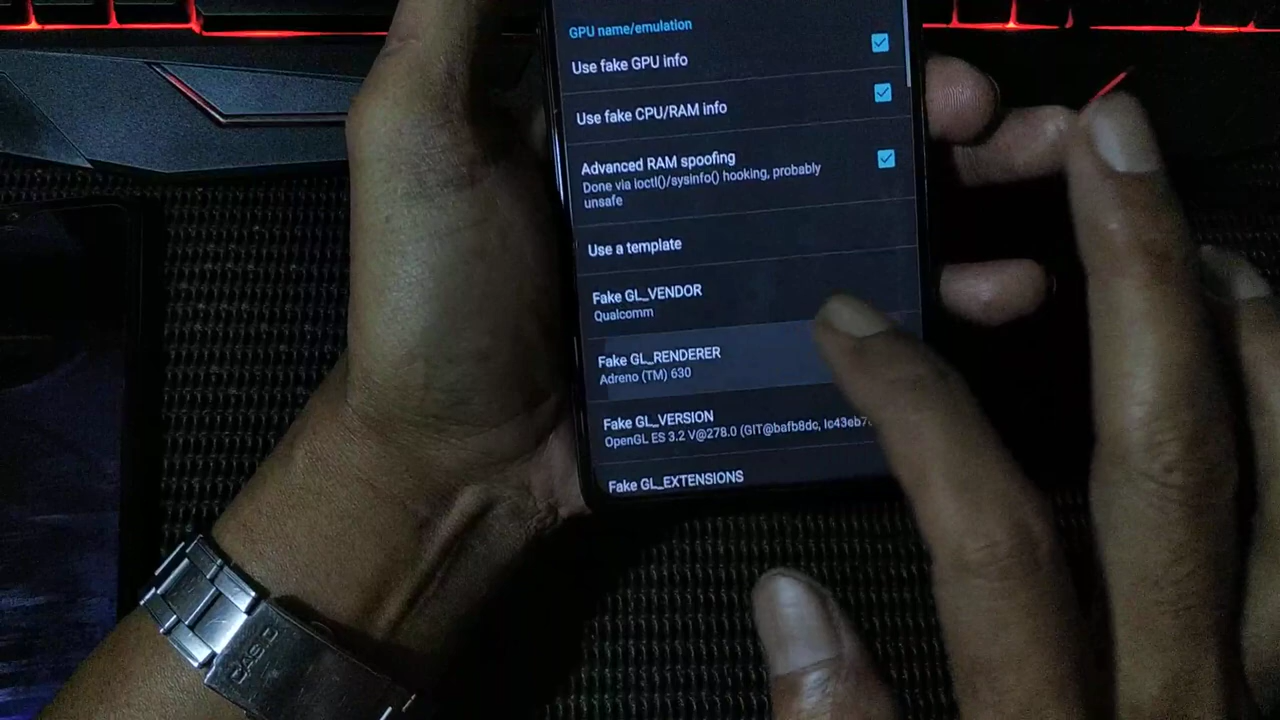 GPU name/emulation
Use fake GPU info
Use fake CPU/RAM info
Advanced RAM spoofing
Done via ioctl()/sysinfo() hooking, probably
unsafe
Use a template
Fake GL_VENDOR
Qualcomm
Fake GL_RENDERER
Adreno (TM) 630
Fake GL_VERSION
OpenGL ES 3.2 V@278.0 (GIT@bafb8dc, Ic43eb7
Fake GL_EXTENSIONS
CASIO